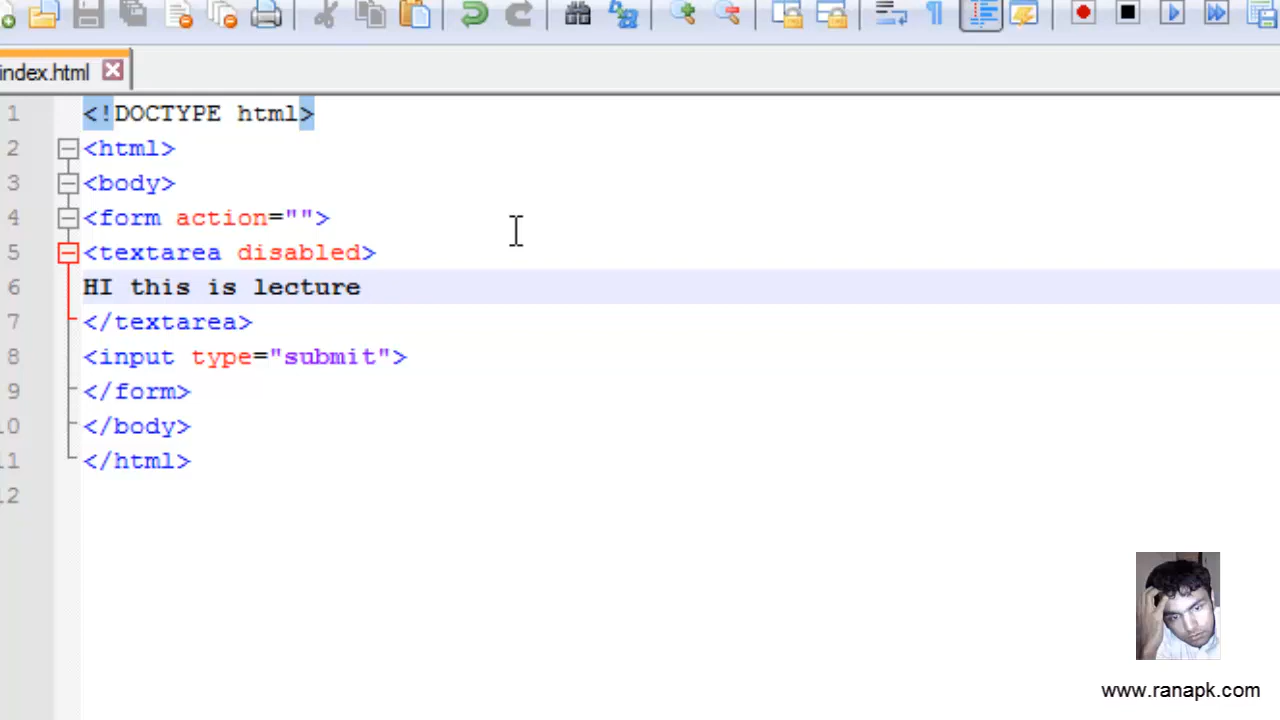 index.html
1 <!DOCTYPE html>
2 <html>
3 <body>
4 <form action="">
5 <textarea disabled>
6 HI this is lecture
7 </textarea>
8 <input type="submit">
9 </form>
10 </body>
11 </html>
12
www.ranapk.com